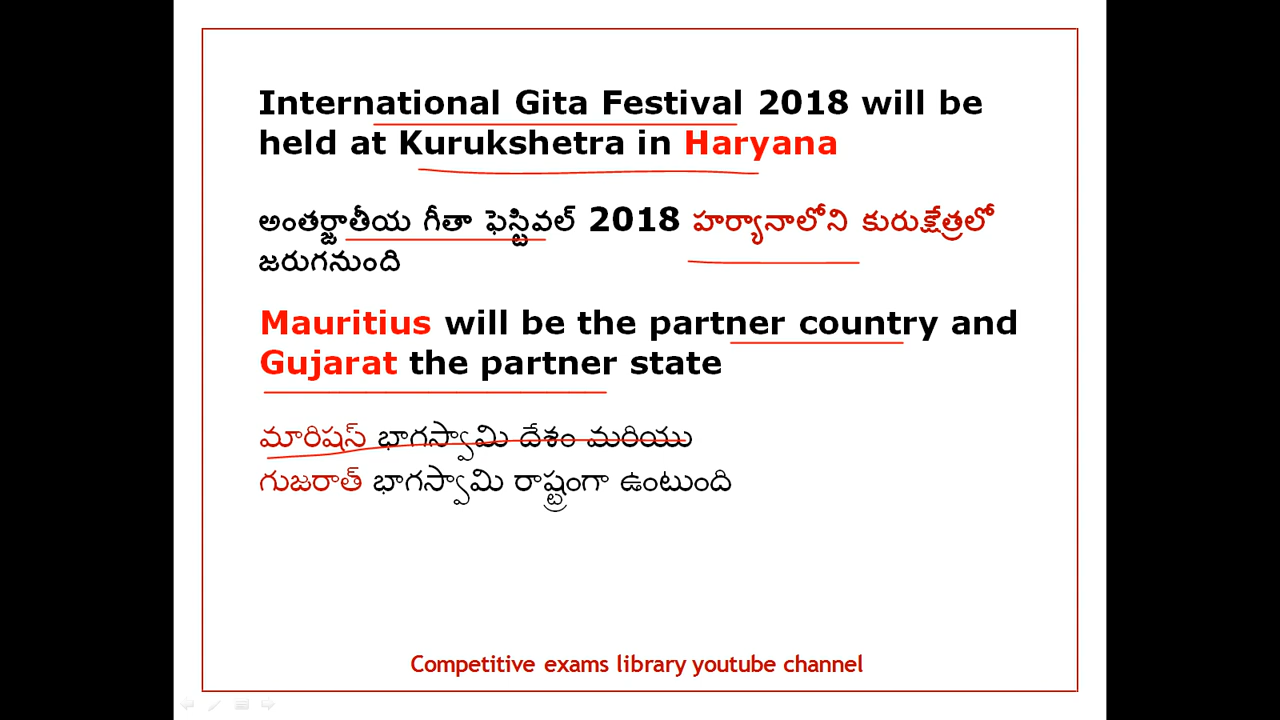 International Gita Festival 2018 will be
held at Kurukshetra in Haryana
అంతర్జాతీయ గీతా ఫెస్టివల్ 2018 హర్యానాలోని కురుక్షేత్రలో
జరుగనుంది
Mauritius will be the partner country and
Gujarat the partner state
మారిషస్ భాగస్వామి దేశం మరియు
గుజరాత్ భాగస్వామి రాష్ట్రంగా ఉంటుంది
Competitive exams library youtube channel